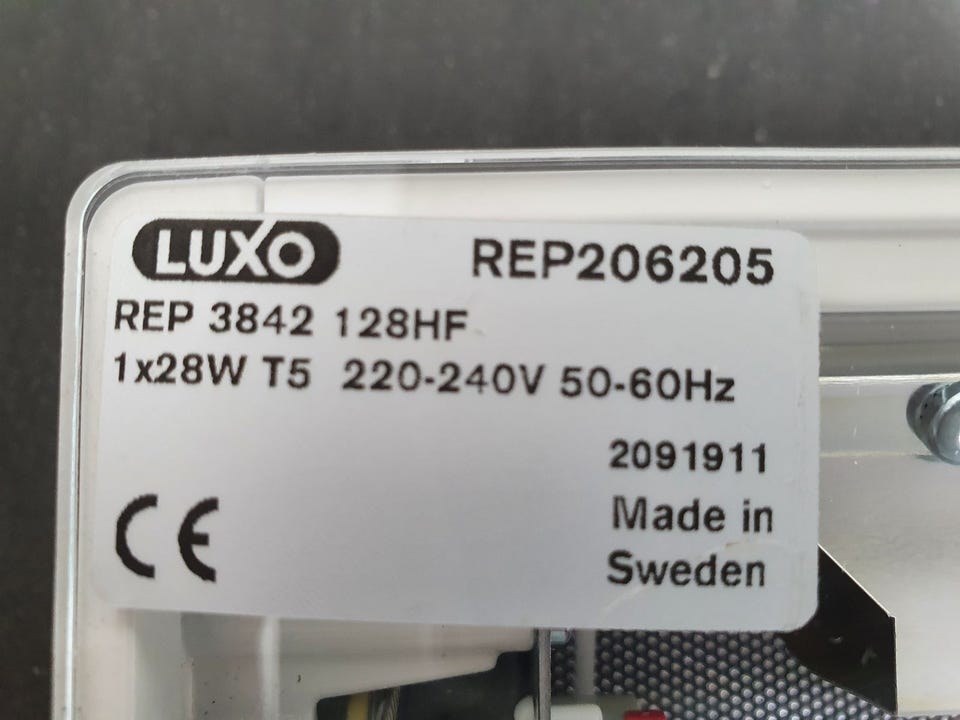 LUXO REP206205
REP 3842 128HF
1x28W T5 220-240V 50-60Hz
2091911
CE Made in
Sweden